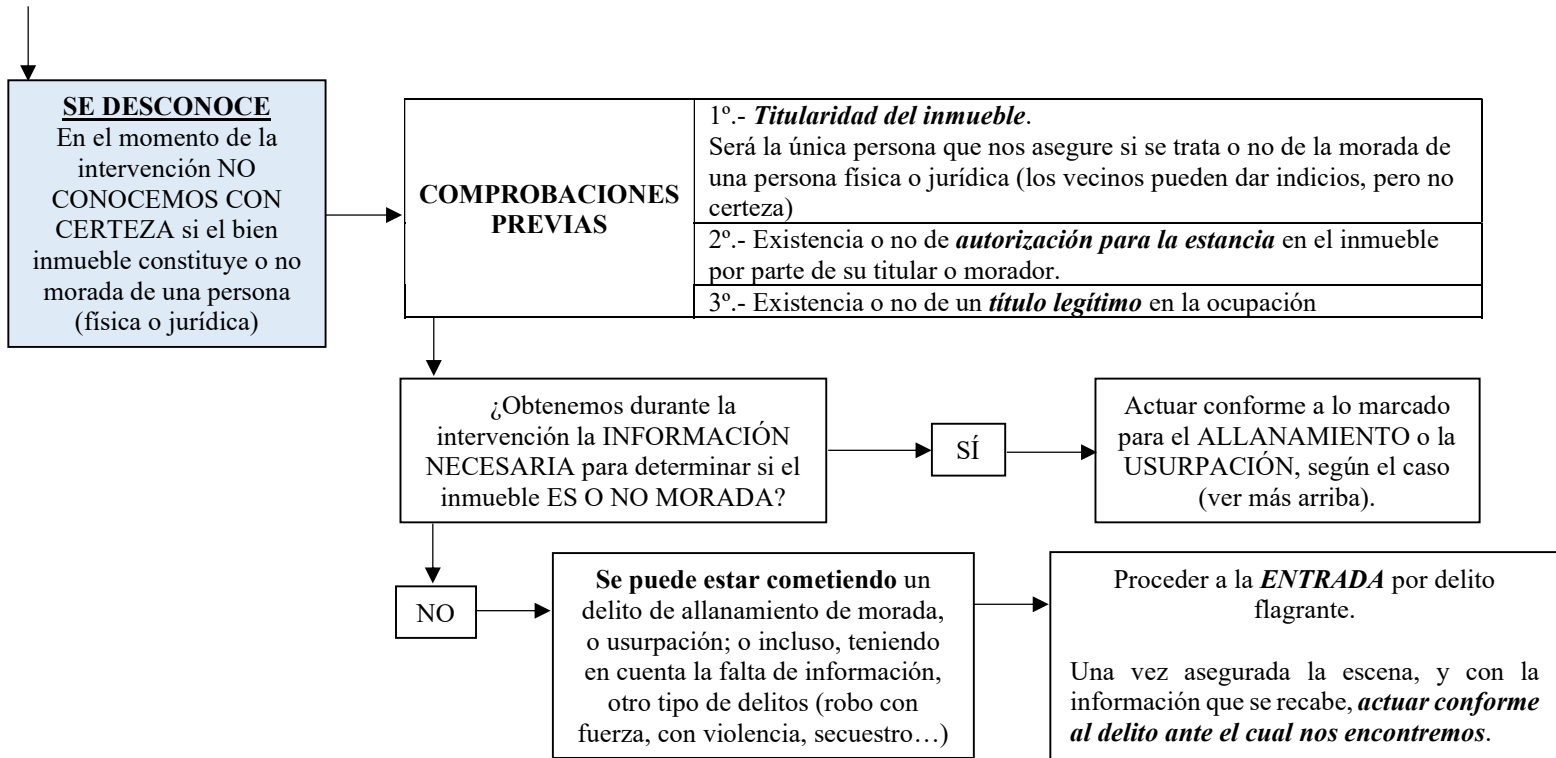 SE DESCONOCE
En el momento de la
intervención NO
CONOCEMOS CON
CERTEZA si el bien
inmueble constituye o no
morada de una persona
(física o jurídica)
COMPROBACIONES
PREVIAS
1º.- Titularidad del inmueble.
Será la única persona que nos asegure si se trata o no de la morada de
una persona física o jurídica (los vecinos pueden dar indicios, pero no
certeza)
2º.- Existencia o no de autorización para la estancia en el inmueble
por parte de su titular o morador.
3º.- Existencia o no de un título legítimo en la ocupación
¿Obtenemos durante la
intervención la INFORMACIÓN
NECESARIA para determinar si el
inmueble ES O NO MORADA?
SÍ
Actuar conforme a lo marcado
para el ALLANAMIENTO o la
USURPACIÓN, según el caso
(ver más arriba).
NO
Se puede estar cometiendo un
delito de allanamiento de morada,
o usurpación; o incluso, teniendo
en cuenta la falta de información,
otro tipo de delitos (robo con
fuerza, con violencia, secuestro…)
Proceder a la ENTRADA por delito
flagrante.
Una vez asegurada la escena, y con la
información que se recabe, actuar conforme
al delito ante el cual nos encontremos.